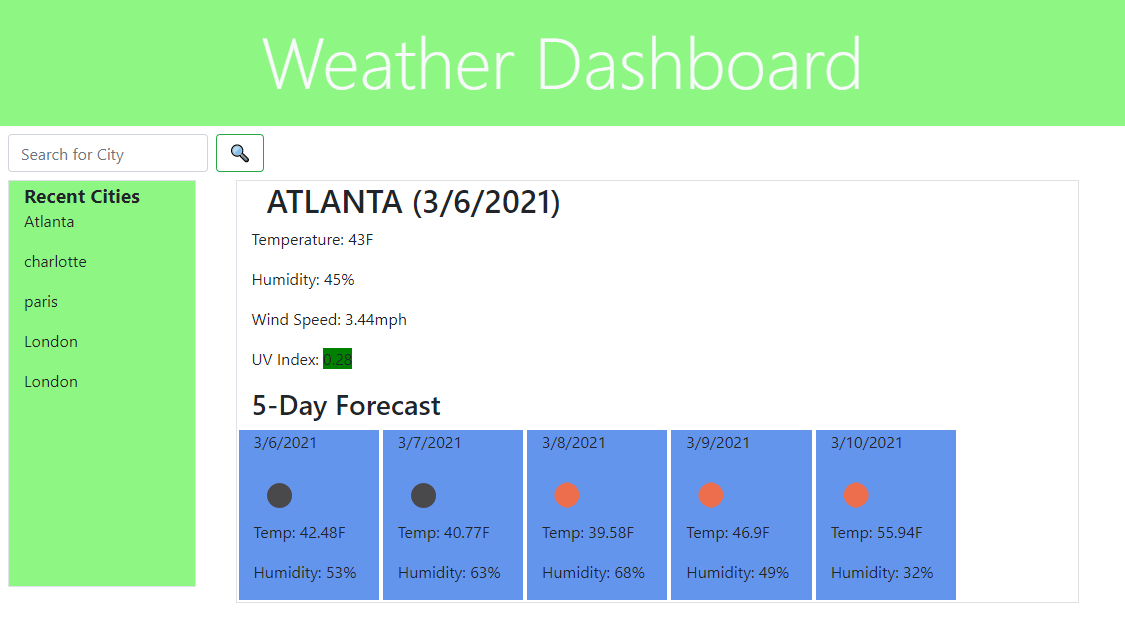 Weather Dashboard
Search for City
Recent Cities
Atlanta
charlotte
paris
London
London
ATLANTA (3/6/2021)
Temperature: 43F
Humidity: 45%
Wind Speed: 3.44mph
UV Index: 0.28
5-Day Forecast
3/6/2021
Temp: 42.48F
Humidity: 53%
3/7/2021
Temp: 40.77F
Humidity: 63%
3/8/2021
Temp: 39.58F
Humidity: 68%
3/9/2021
Temp: 46.9F
Humidity: 49%
3/10/2021
Temp: 55.94F
Humidity: 32%